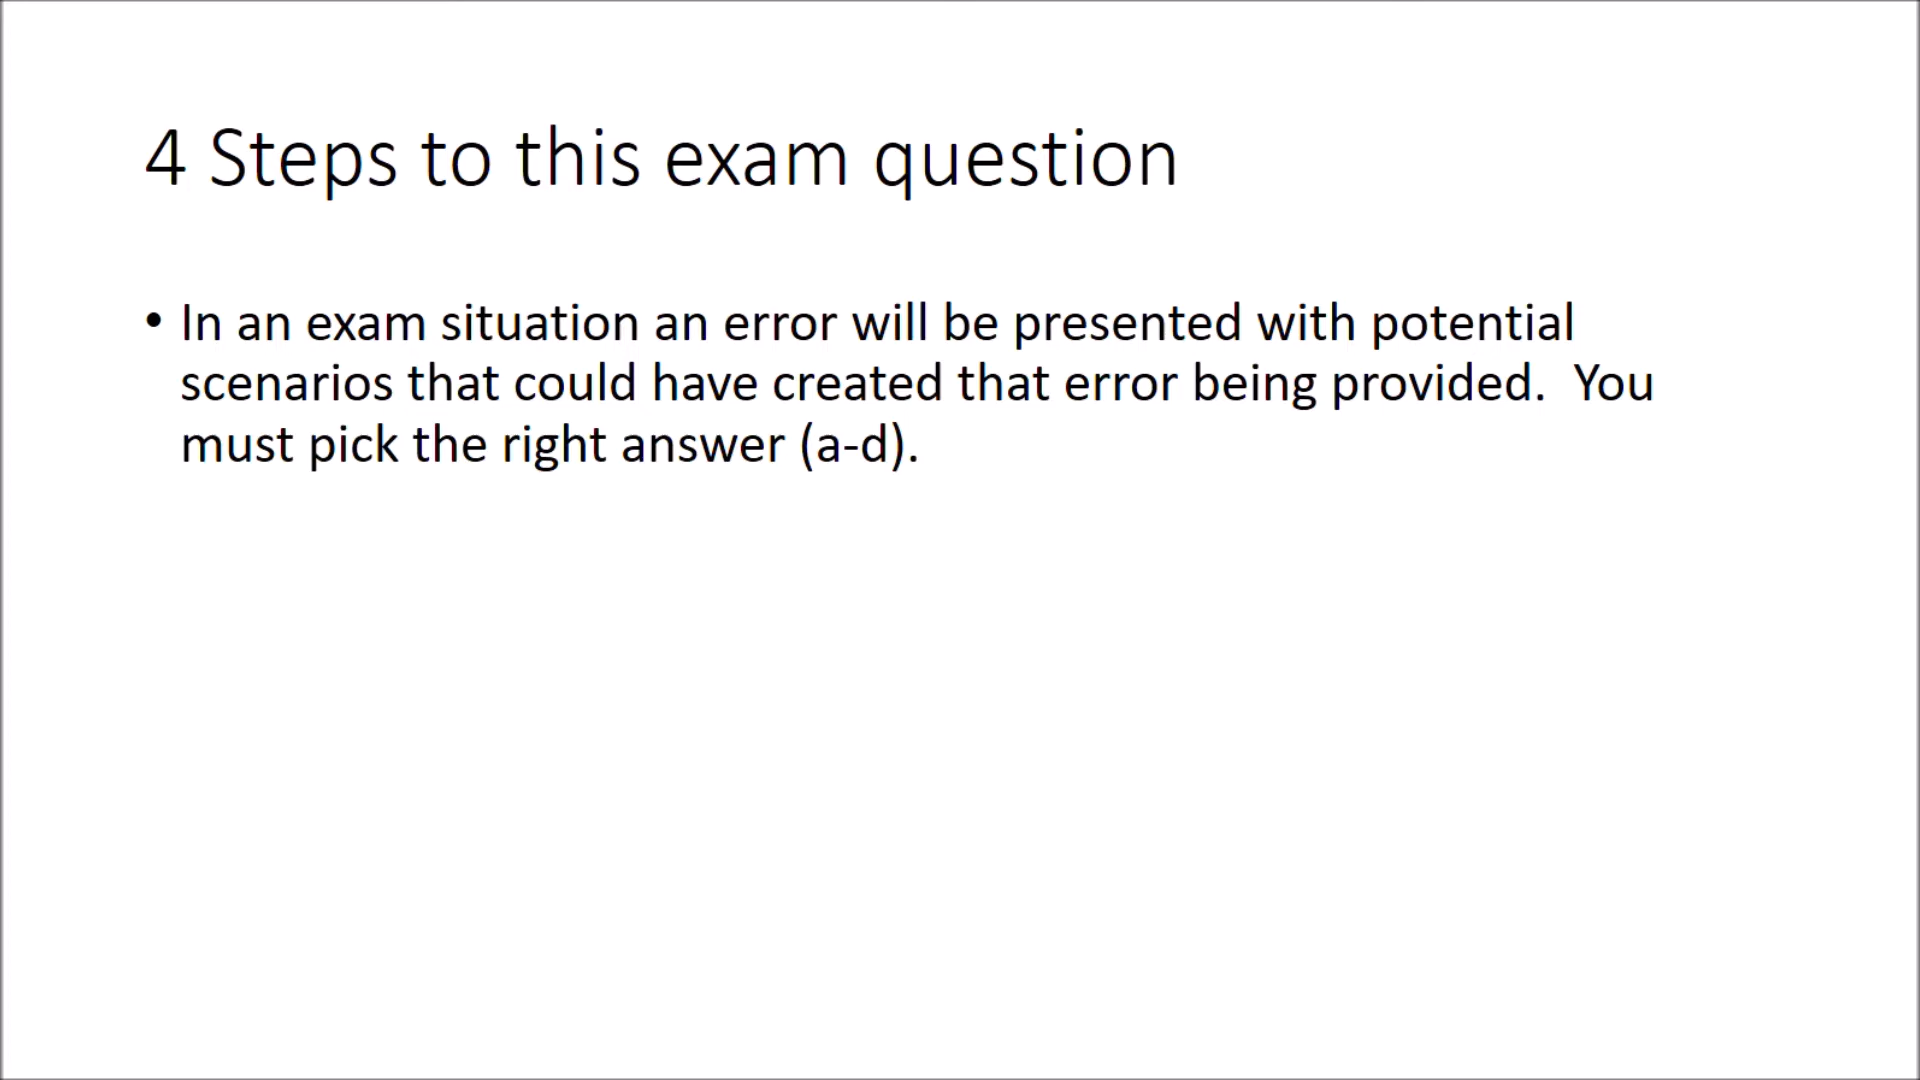 4 Steps to this exam question
• In an exam situation an error will be presented with potential
scenarios that could have created that error being provided.  You
must pick the right answer (a-d).